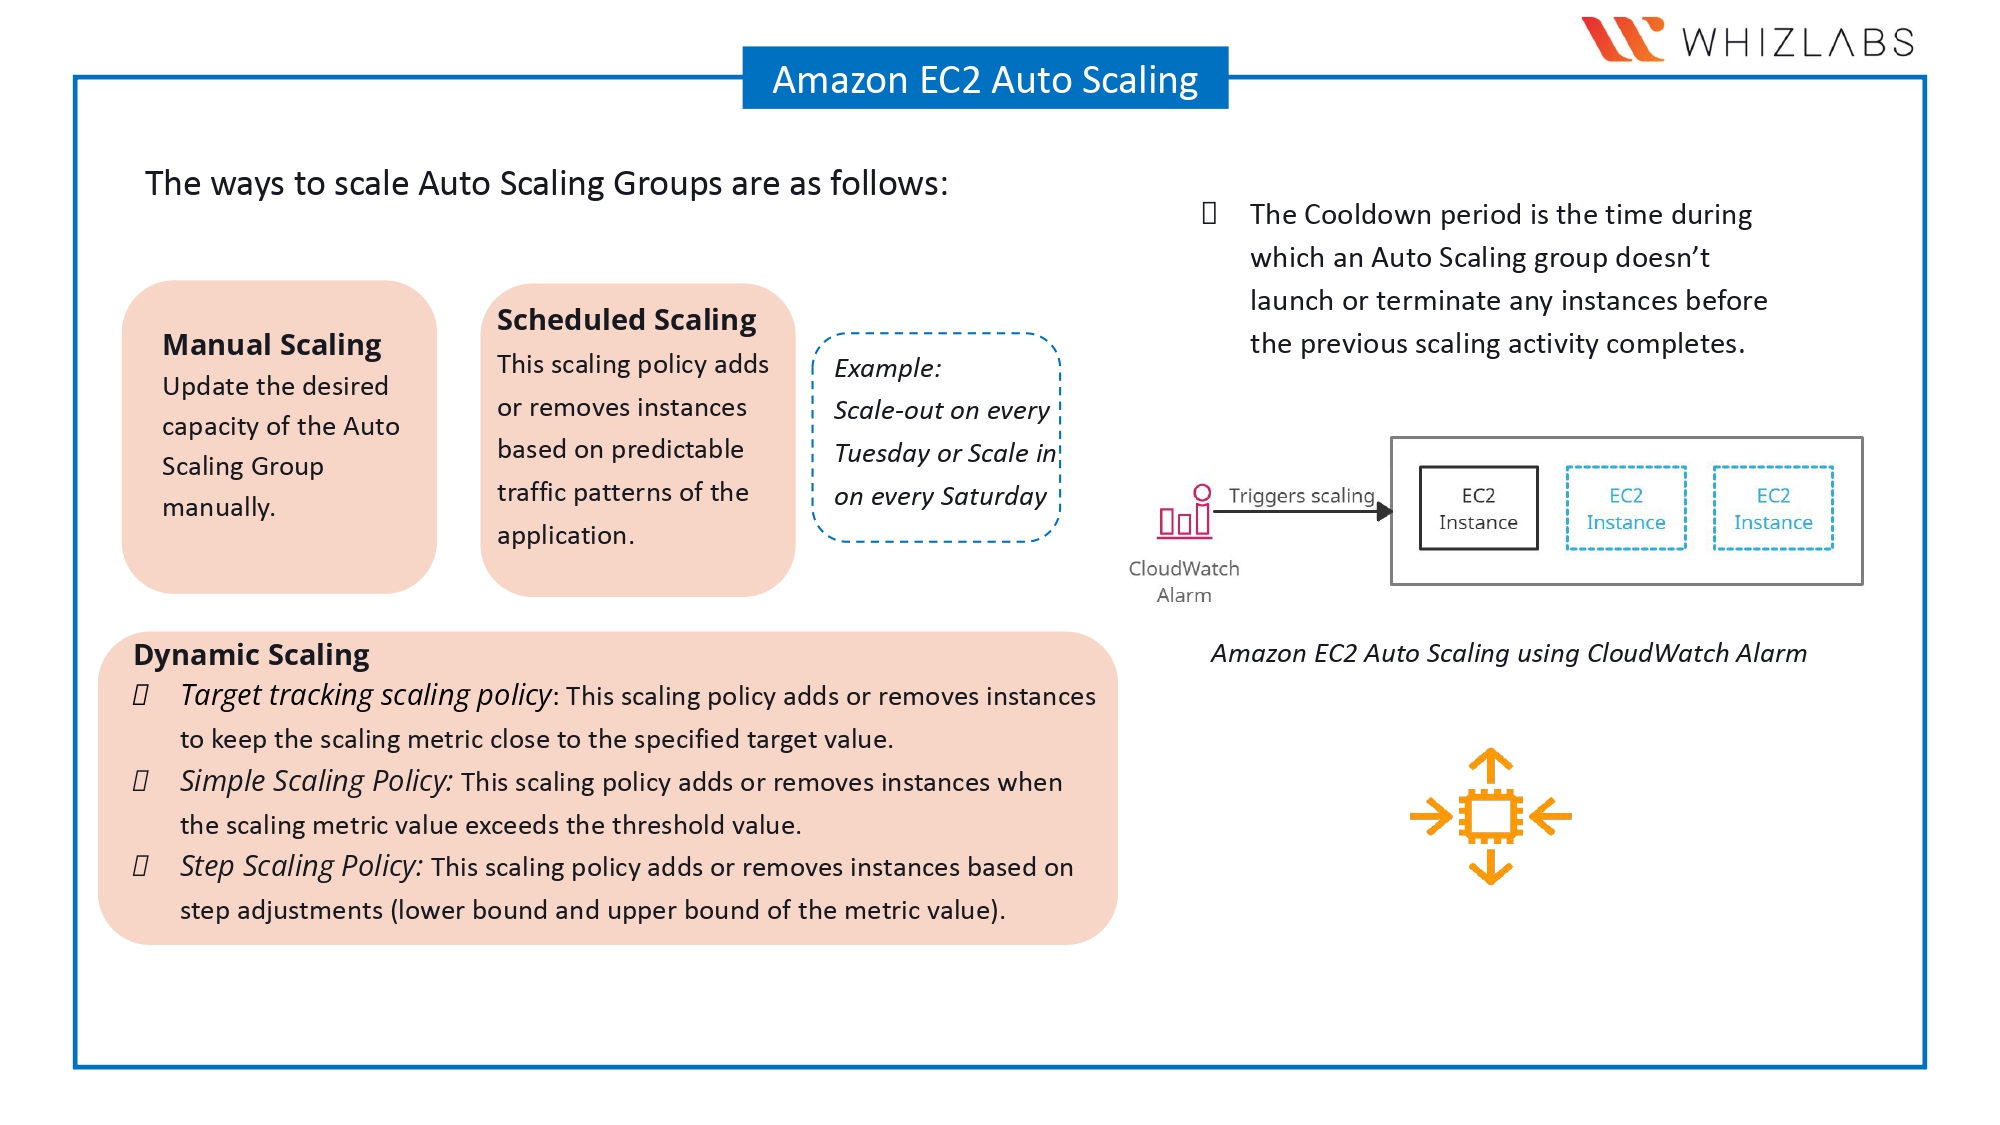 WHIZLABS
Amazon EC2 Auto Scaling
The ways to scale Auto Scaling Groups are as follows:
Manual Scaling
Update the desired
capacity of the Auto
Scaling Group
manually.
Scheduled Scaling
This scaling policy adds
or removes instances
based on predictable
traffic patterns of the
application.
Example:
Scale-out on every
Tuesday or Scale in
on every Saturday
Dynamic Scaling
Target tracking scaling policy: This scaling policy adds or removes instances
to keep the scaling metric close to the specified target value.
Simple Scaling Policy: This scaling policy adds or removes instances when
the scaling metric value exceeds the threshold value.
Step Scaling Policy: This scaling policy adds or removes instances based on
step adjustments (lower bound and upper bound of the metric value).
The Cooldown period is the time during
which an Auto Scaling group doesn’t
launch or terminate any instances before
the previous scaling activity completes.
CloudWatch
Alarm
Triggers scaling
EC2
Instance
EC2
Instance
EC2
Instance
Amazon EC2 Auto Scaling using CloudWatch Alarm